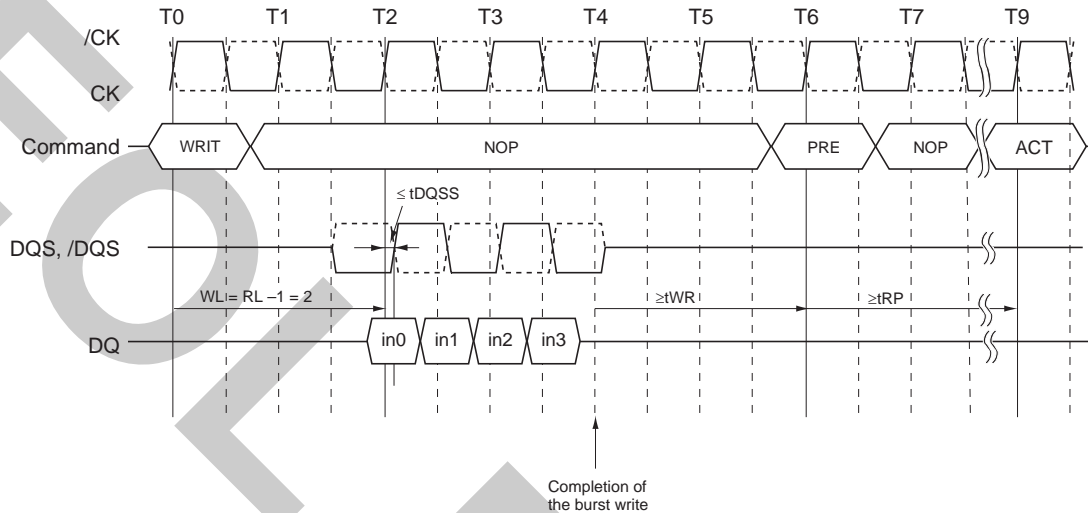 T0 T1 T2 T3 T4 T5 T6 T7 T9
/CK
CK
Command WRIT NOP PRE NOP ACT
≤ tDQSS
DQS, /DQS
WL = RL –1 = 2 ≥tWR ≥tRP
DQ in0 in1 in2 in3
Completion of
the burst write